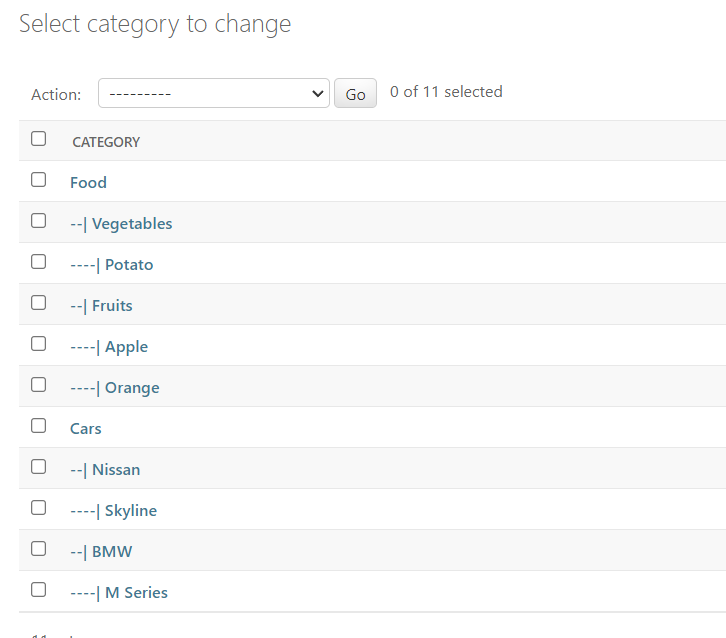 Select category to change
Action: --------- Go 0 of 11 selected
CATEGORY
Food
--| Vegetables
----| Potato
--| Fruits
----| Apple
----| Orange
Cars
--| Nissan
----| Skyline
--| BMW
----| M Series